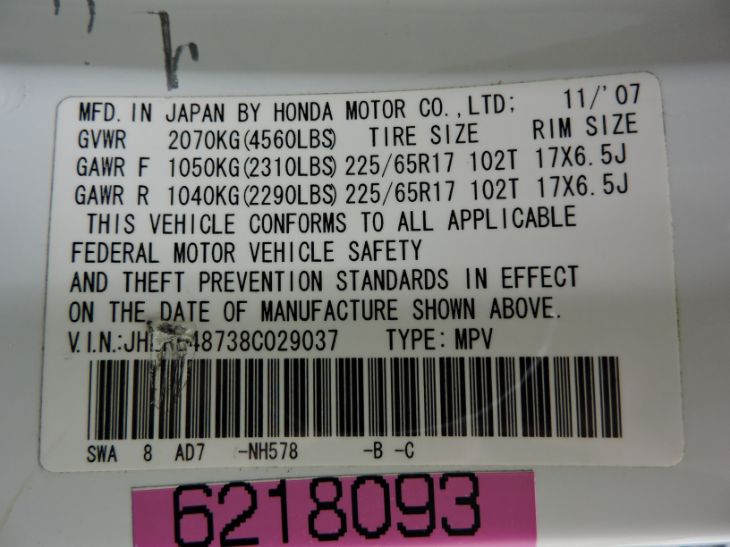 MFD. IN JAPAN BY HONDA MOTOR CO.,LTD; 11/'07
GVWR 2070KG(4560LBS) TIRE SIZE RIM SIZE
GAWR F 1050KG(2310LBS) 225/65R17 102T 17X6.5J
GAWR R 1040KG(2290LBS) 225/65R17 102T 17X6.5J
THIS VEHICLE CONFORMS TO ALL APPLICABLE
FEDERAL MOTOR VEHICLE SAFETY
AND THEFT PREVENTION STANDARDS IN EFFECT
ON THE DATE OF MANUFACTURE SHOWN ABOVE.
V.I.N.: TYPE: MPV
SWA 8 AD7 -NH578 -B -C
6218093